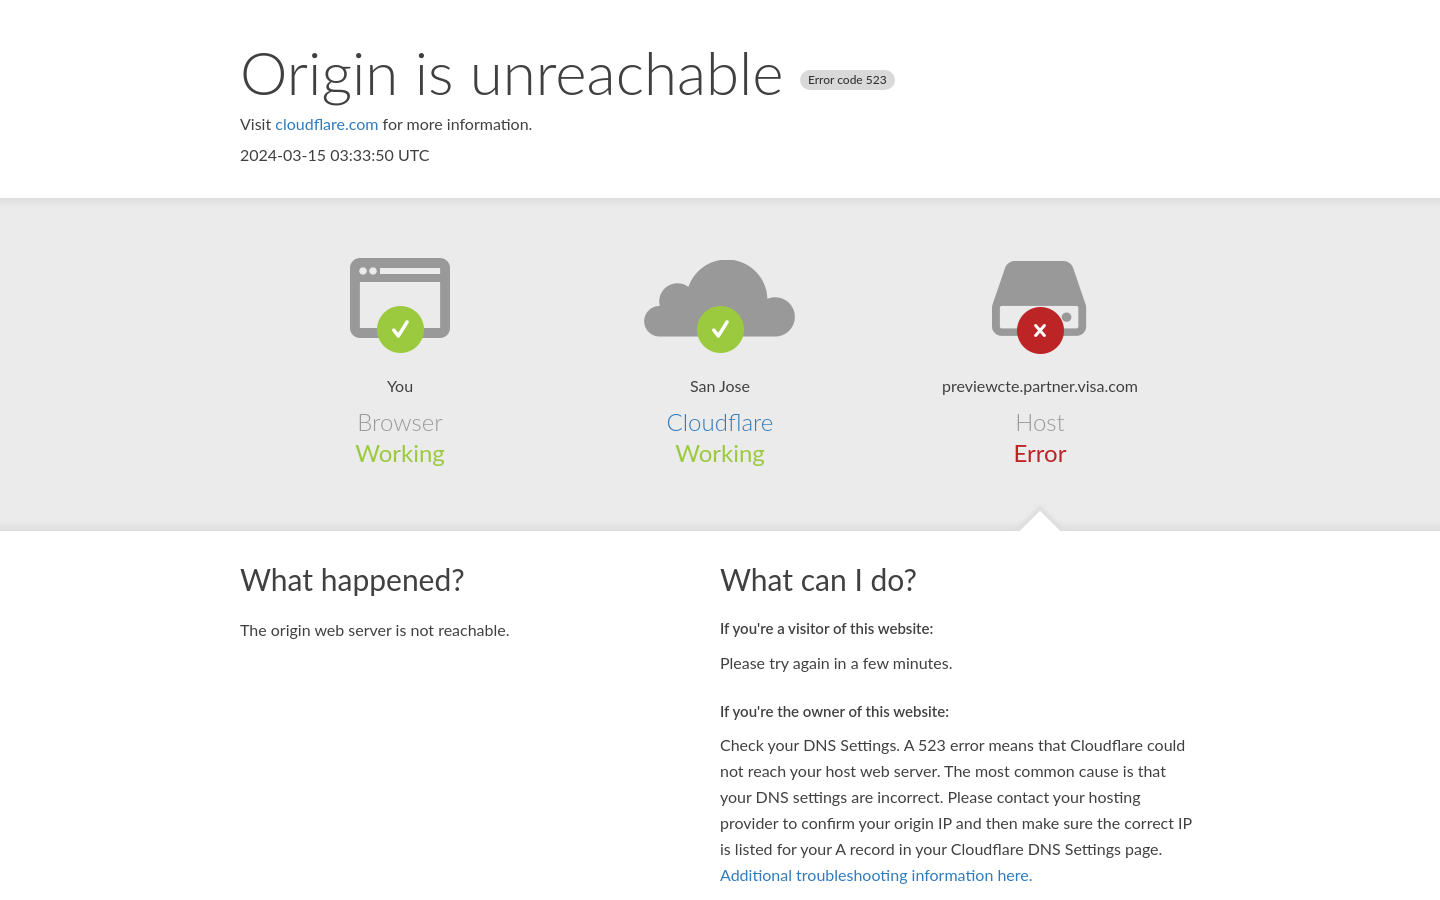 Origin is unreachable Error code 523
Visit cloudflare.com for more information.
2024-03-15 03:33:50 UTC
You
Browser
Working
San Jose
Cloudflare
Working
previewcte.partner.visa.com
Host
Error
What happened?
The origin web server is not reachable.
What can I do?
If you're a visitor of this website:
Please try again in a few minutes.
If you're the owner of this website:
Check your DNS Settings. A 523 error means that Cloudflare could
not reach your host web server. The most common cause is that
your DNS settings are incorrect. Please contact your hosting
provider to confirm your origin IP and then make sure the correct IP
is listed for your A record in your Cloudflare DNS Settings page.
Additional troubleshooting information here.